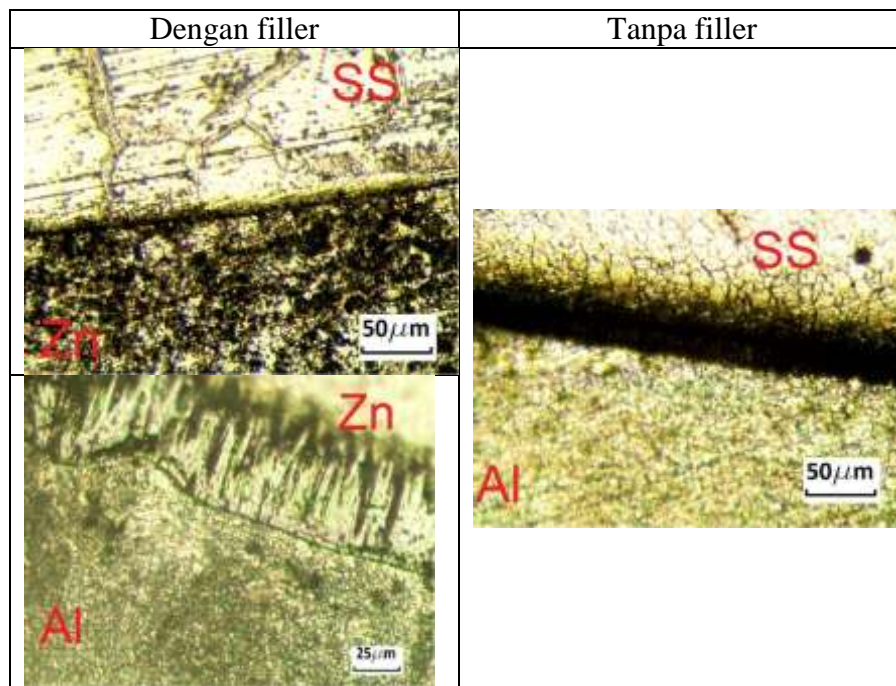 Dengan filler
Tanpa filler
SS
Zn
50μm
Zn
Al
25μm
SS
Al
50μm